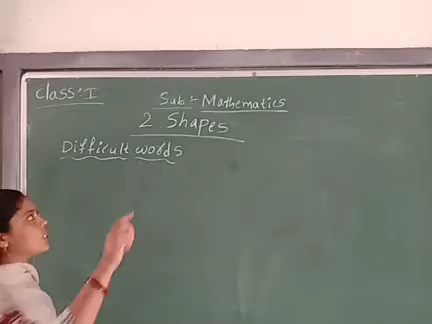 Class:- I
Sub:- Mathematics
2. Shapes
Difficult words